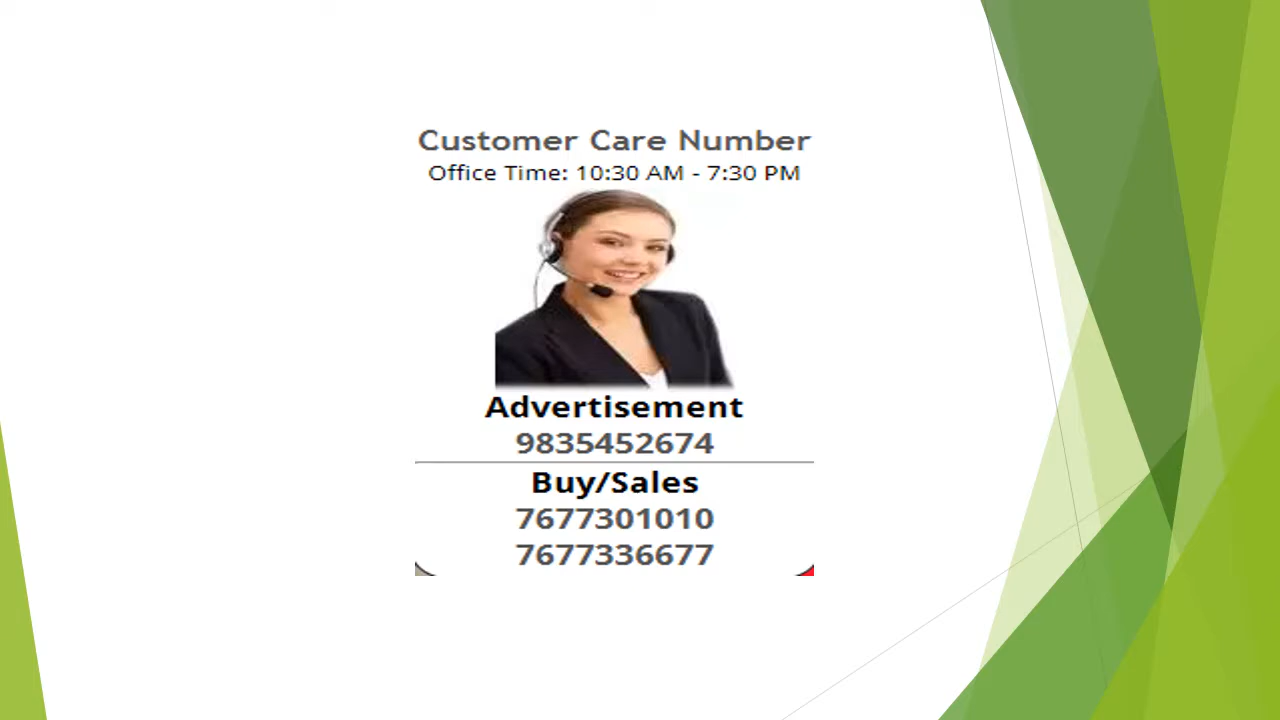 Customer Care Number
Office Time: 10:30 AM - 7:30 PM
Advertisement
9835452674
Buy/Sales
7677301010
7677336677